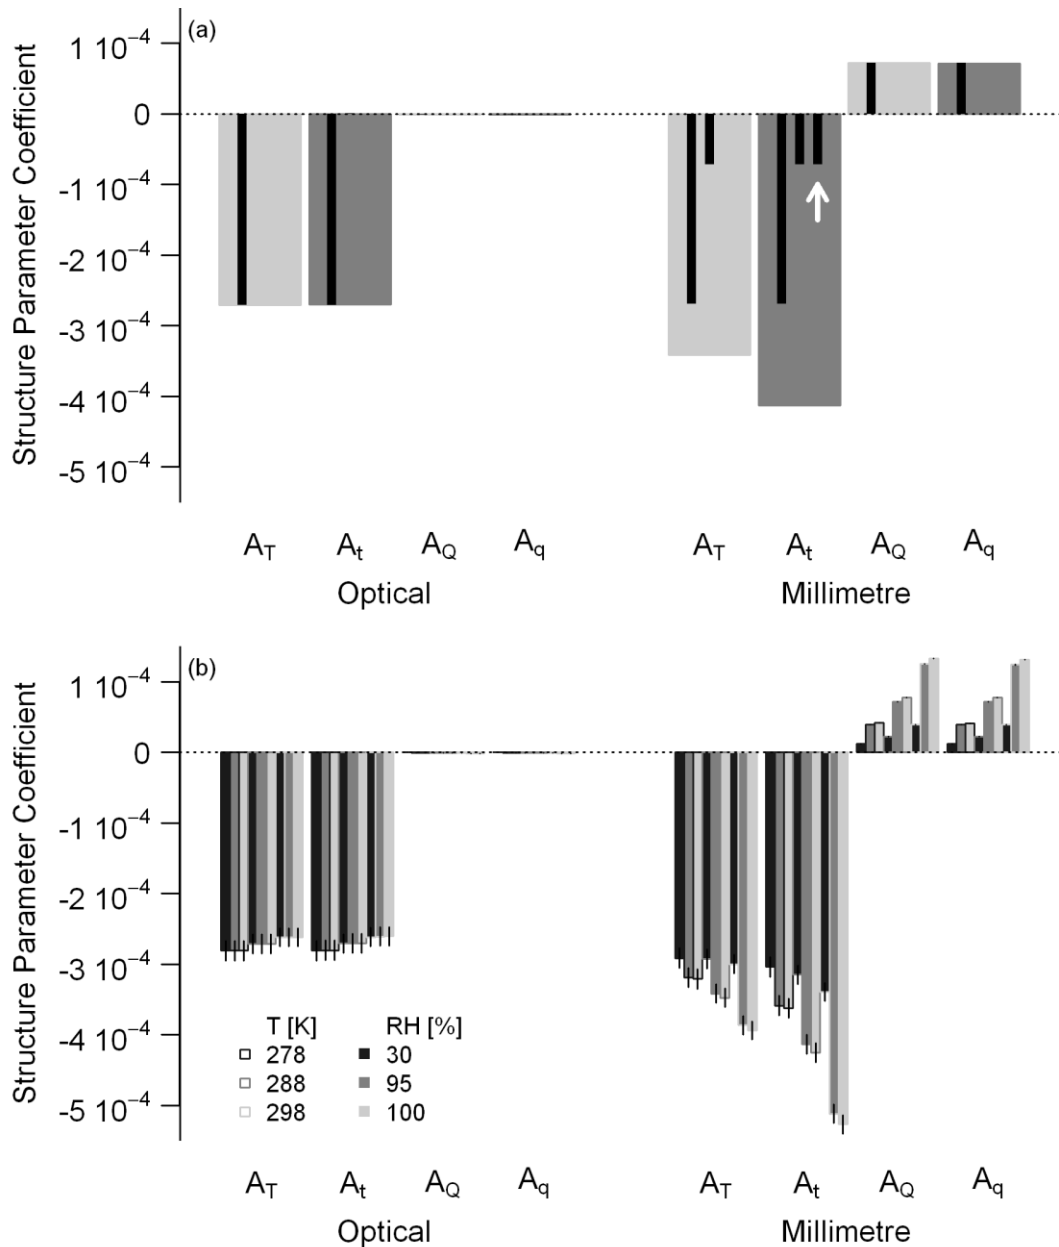 (a)
Structure Parameter Coefficient
1 10⁻⁴
0
-1 10⁻⁴
-2 10⁻⁴
-3 10⁻⁴
-4 10⁻⁴
-5 10⁻⁴
A_T A_t A_Q A_q A_T A_t A_Q A_q
Optical Millimetre
(b)
Structure Parameter Coefficient
1 10⁻⁴
0
-1 10⁻⁴
-2 10⁻⁴
-3 10⁻⁴
-4 10⁻⁴
-5 10⁻⁴
T [K] RH [%]
278 30
288 95
298 100
A_T A_t A_Q A_q A_T A_t A_Q A_q
Optical Millimetre